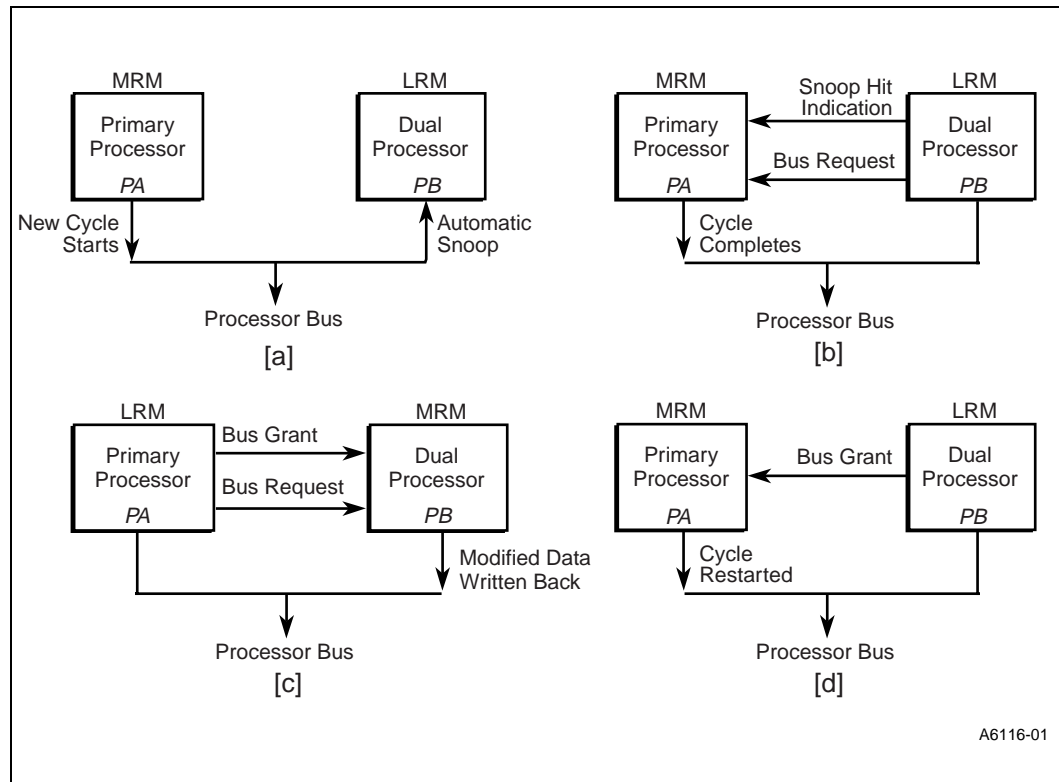 MRM
Primary
Processor
PA
New Cycle
Starts
LRM
Dual
Processor
PB
Automatic
Snoop
Processor Bus
[a]
MRM
Primary
Processor
PA
Snoop Hit
Indication
Bus Request
LRM
Dual
Processor
PB
Cycle
Completes
Processor Bus
[b]
LRM
Primary
Processor
PA
Bus Grant
Bus Request
MRM
Dual
Processor
PB
Modified Data
Written Back
Processor Bus
[c]
MRM
Primary
Processor
PA
Bus Grant
LRM
Dual
Processor
PB
Cycle
Restarted
Processor Bus
[d]
A6116-01